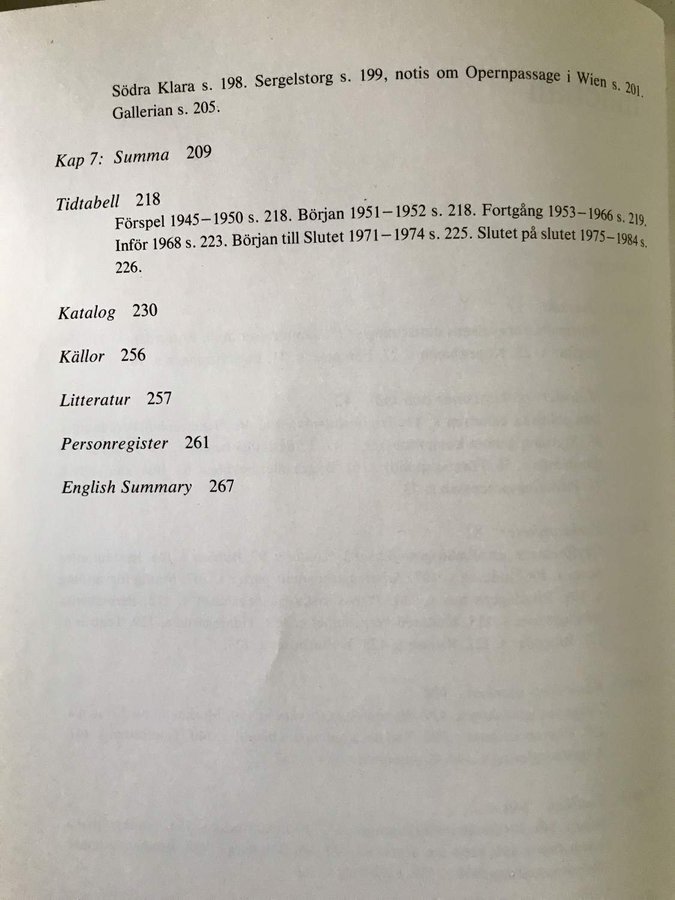 Södra Klara s. 198. Sergelstorg s. 199, notis om Opernpassage i Wien s. 201.
Gallerian s. 205.
Kap 7: Summa 209
Tidtabell 218
Förspel 1945–1950 s. 218. Början 1951–1952 s. 218. Fortgång 1953–1966 s. 219.
Inför 1968 s. 223. Början till Slutet 1971–1974 s. 225. Slutet på slutet 1975–1984 s.
226.
Katalog 230
Källor 256
Litteratur 257
Personregister 261
English Summary 267